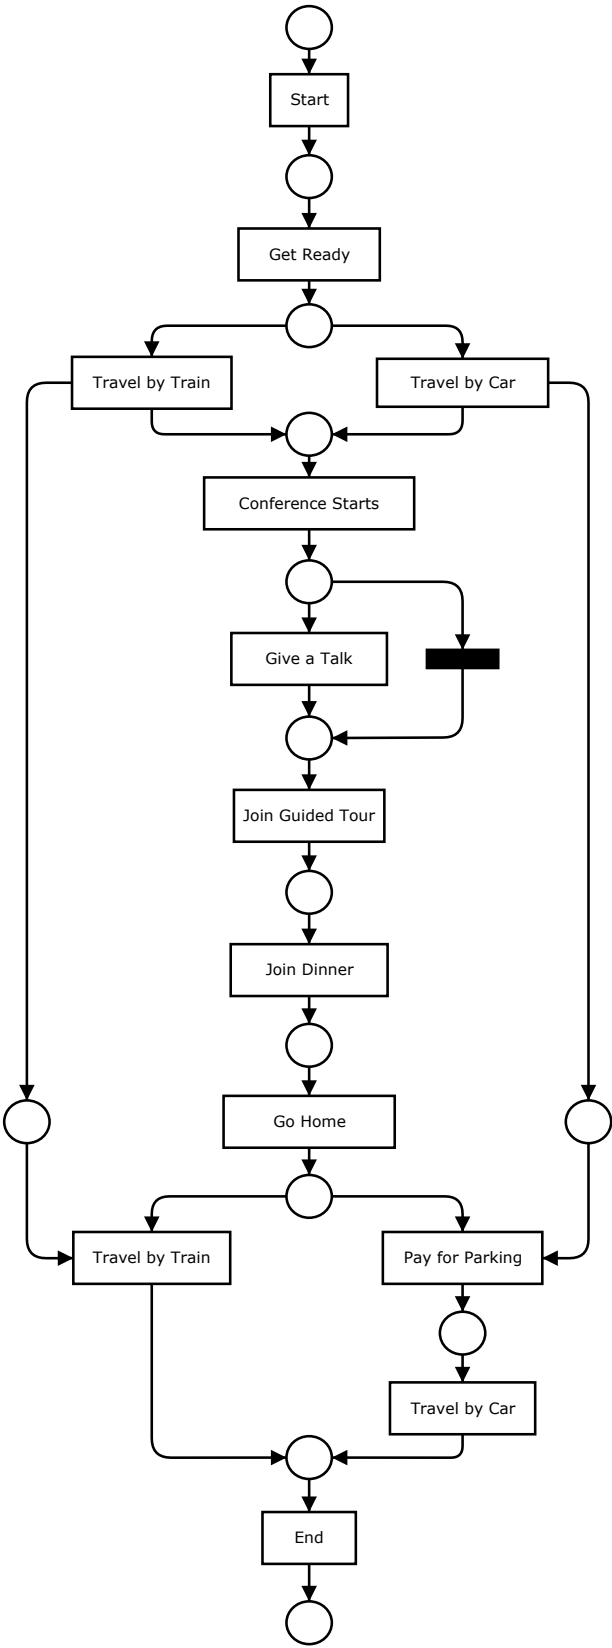 Start
Get Ready
Travel by Train
Travel by Car
Conference Starts
Give a Talk
Join Guided Tour
Join Dinner
Go Home
Travel by Train
Pay for Parking
Travel by Car
End